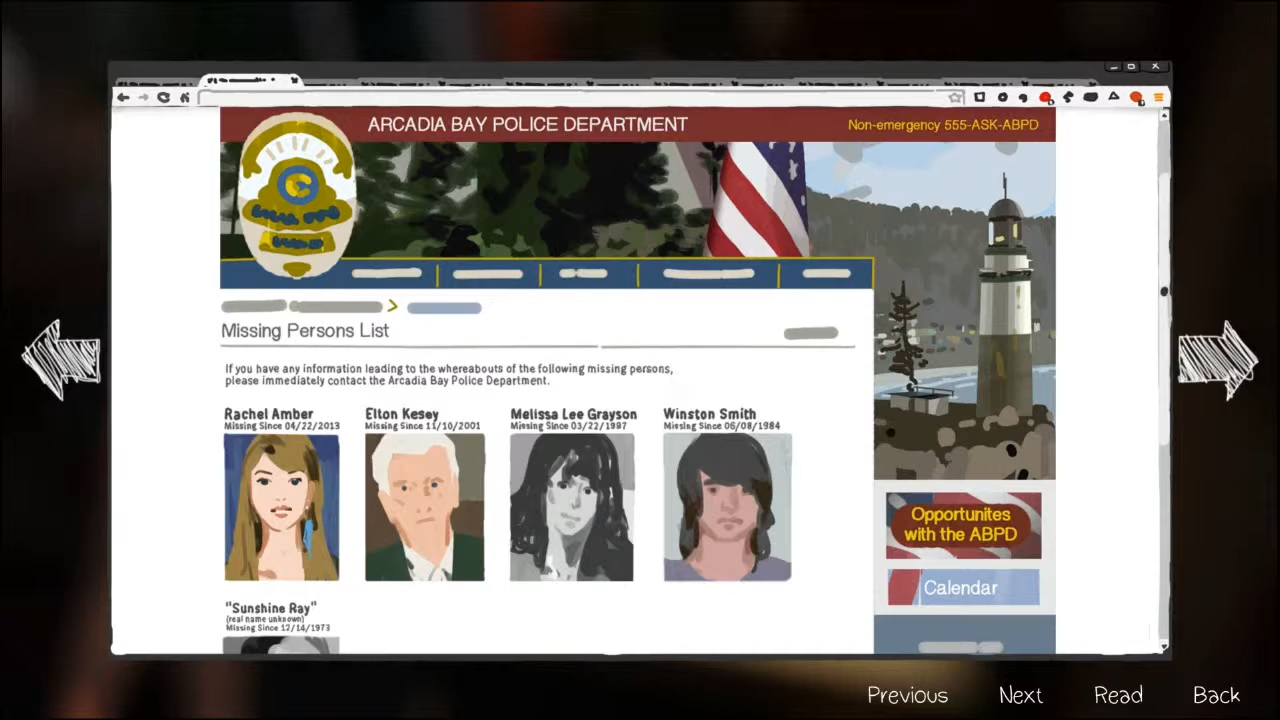 ARCADIA BAY POLICE DEPARTMENT
Non-emergency 555-ASK-ABPD
Missing Persons List
If you have any information leading to the whereabouts of the following missing persons,
please immediately contact the Arcadia Bay Police Department.
Rachel Amber
Missing Since 04/22/2013
Elton Kesey
Missing Since 11/10/2001
Melissa Lee Grayson
Missing Since 03/22/1997
Winston Smith
Missing Since 06/08/1984
"Sunshine Ray"
(real name unknown)
Missing Since 12/14/1973
Opportunites
with the ABPD
Calendar
Previous
Next
Read
Back